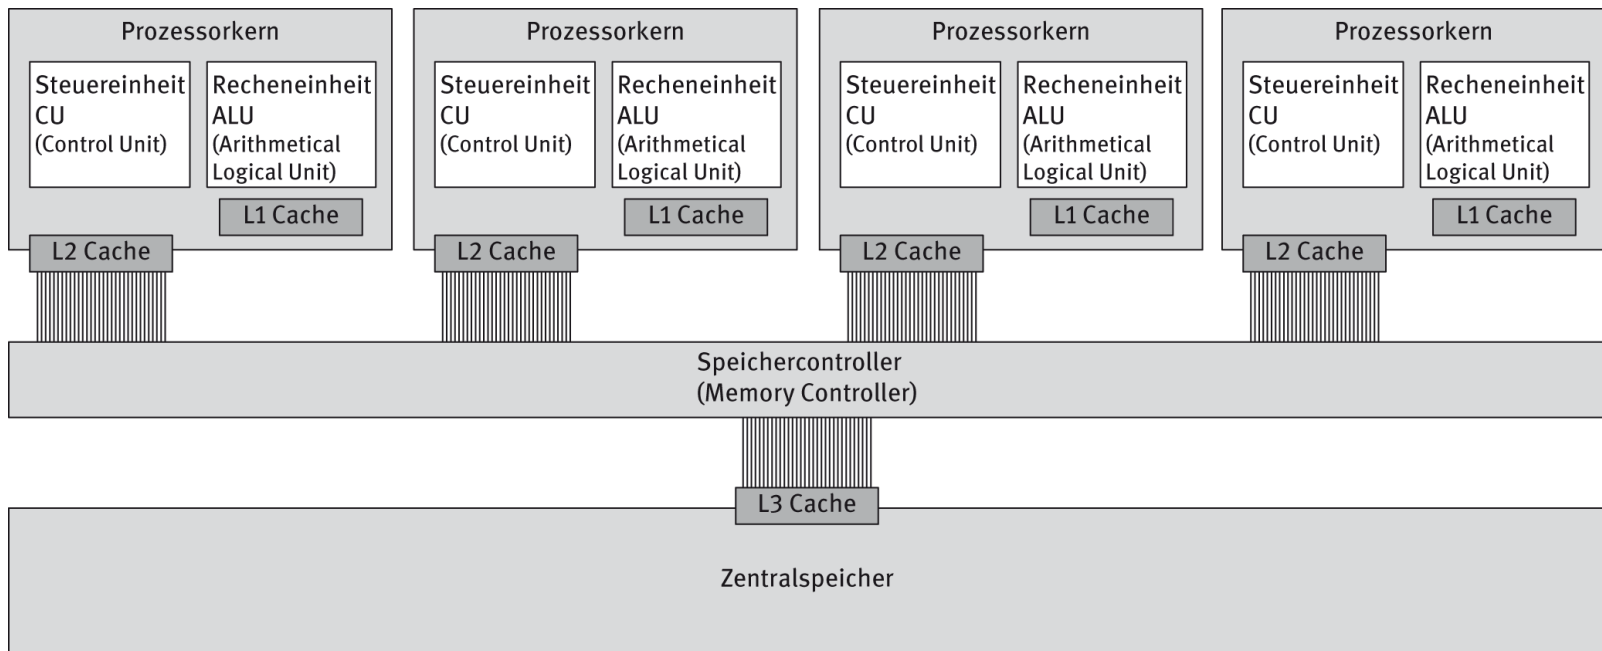 Prozessorkern
Steuereinheit
CU
(Control Unit)
Recheneinheit
ALU
(Arithmetical
Logical Unit)
L1 Cache
L2 Cache
Prozessorkern
Steuereinheit
CU
(Control Unit)
Recheneinheit
ALU
(Arithmetical
Logical Unit)
L1 Cache
L2 Cache
Prozessorkern
Steuereinheit
CU
(Control Unit)
Recheneinheit
ALU
(Arithmetical
Logical Unit)
L1 Cache
L2 Cache
Prozessorkern
Steuereinheit
CU
(Control Unit)
Recheneinheit
ALU
(Arithmetical
Logical Unit)
L1 Cache
L2 Cache
Speichercontroller
(Memory Controller)
L3 Cache
Zentralspeicher